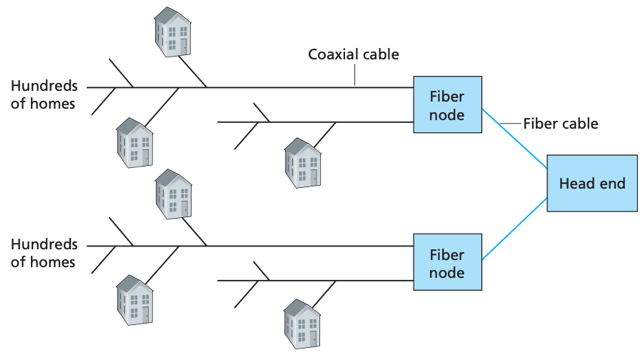 Coaxial cable
Hundreds
of homes
Fiber
node
Fiber cable
Head end
Hundreds
of homes
Fiber
node